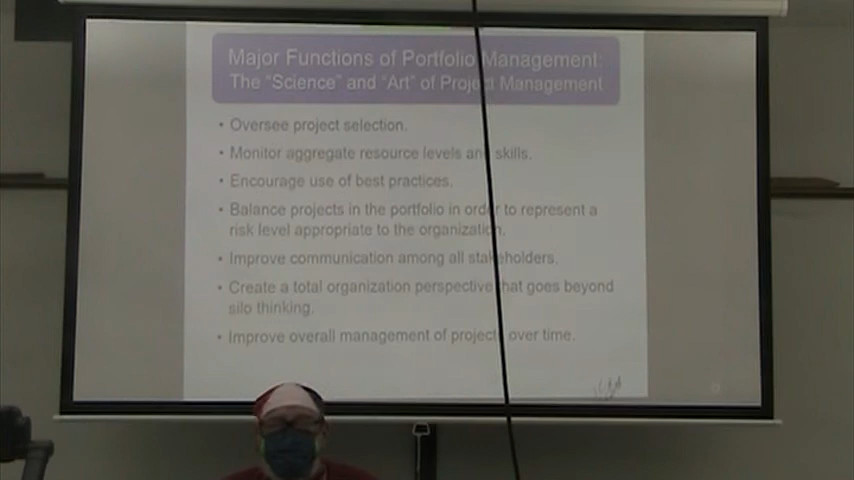 Major Functions of Portfolio Management:
The "Science" and "Art" of Project Management
• Oversee project selection.
• Monitor aggregate resource levels and skills.
• Encourage use of best practices.
• Balance projects in the portfolio in order to represent a
risk level appropriate to the organization.
• Improve communication among all stakeholders.
• Create a total organization perspective that goes beyond
silo thinking.
• Improve overall management of projects over time.